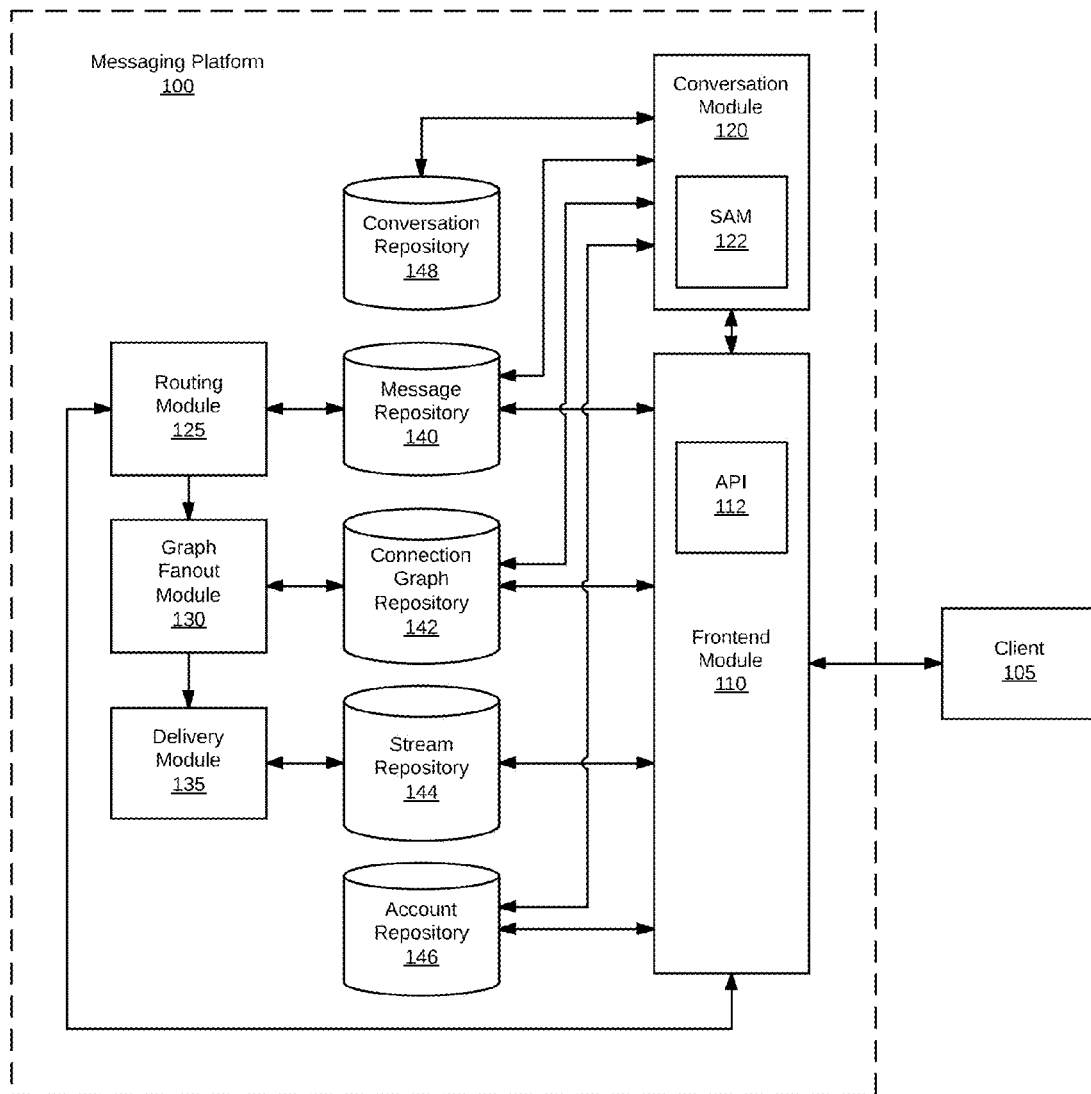 Messaging Platform
100
Conversation
Module
120
SAM
122
Conversation
Repository
148
Routing
Module
125
Message
Repository
140
API
112
Graph
Fanout
Module
130
Connection
Graph
Repository
142
Frontend
Module
110
Client
105
Delivery
Module
135
Stream
Repository
144
Account
Repository
146